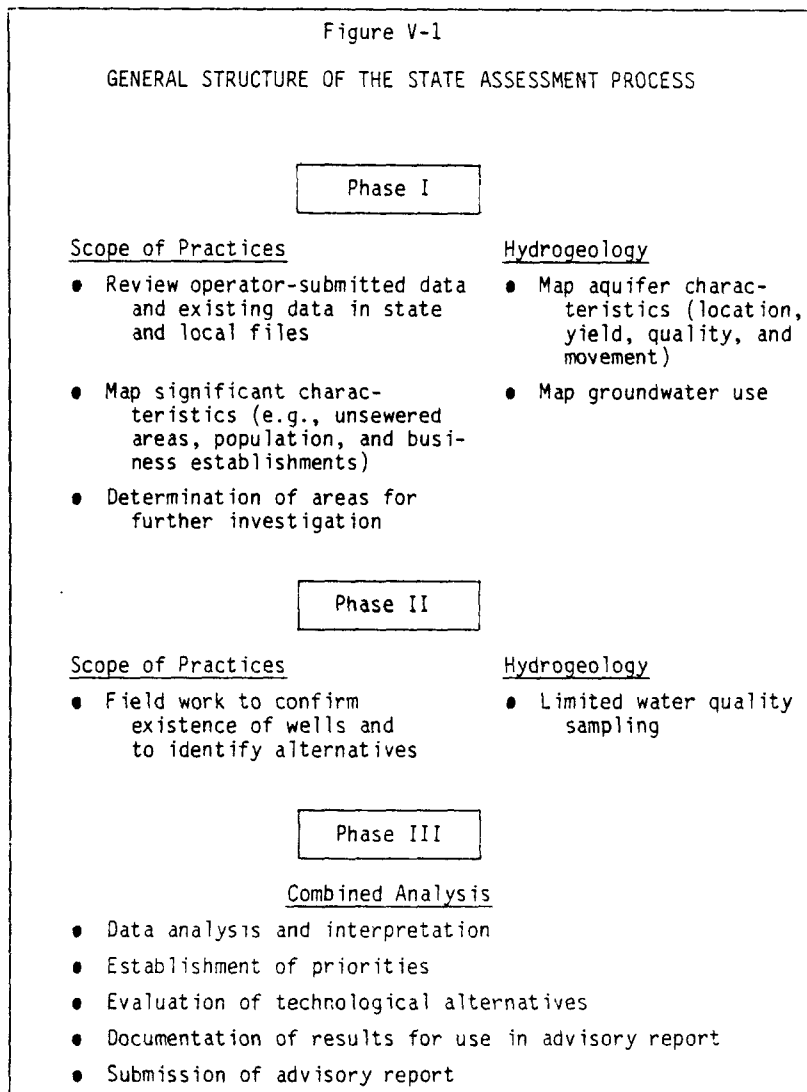 Figure V-1
GENERAL STRUCTURE OF THE STATE ASSESSMENT PROCESS
Phase I
Scope of Practices
● Review operator-submitted data
and existing data in state
and local files
● Map significant charac-
teristics (e.g., unsewered
areas, population, and busi-
ness establishments)
● Determination of areas for
further investigation
Hydrogeology
● Map aquifer charac-
teristics (location,
yield, quality, and
movement)
● Map groundwater use
Phase II
Scope of Practices
● Field work to confirm
existence of wells and
to identify alternatives
Hydrogeology
● Limited water quality
sampling
Phase III
Combined Analysis
● Data analysis and interpretation
● Establishment of priorities
● Evaluation of technological alternatives
● Documentation of results for use in advisory report
● Submission of advisory report